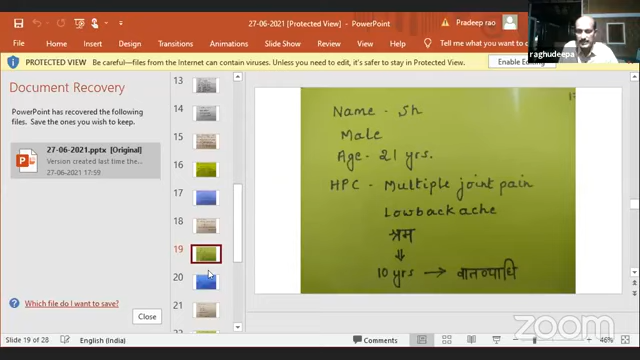 27-06-2021.pptx [Protected View] - PowerPoint
Pradeep rao
File
Home
Insert
Design
Transitions
Animations
Slide Show
Review
View
Help
Tell me what you want
PROTECTED VIEW Be careful—files from the Internet can contain viruses. Unless you need to edit, it's safer to stay in Protected View.
Enable Editing
raghudeepa
Document Recovery
PowerPoint has recovered the following
files. Save the ones you wish to keep.
27-06-2021.pptx [Original]
Version created last time the...
27-06-2021 17:59
Which file do I want to save?
Close
13
14
15
16
17
18
19
20
21
22
Name - Sh
Male
Age - 21 yrs.
HPC - Multiple joint pain
Lowbackache
श्रम
⇓
10 yrs → वातव्याधि
Slide 19 of 28
English (India)
Comments
46%
zoom